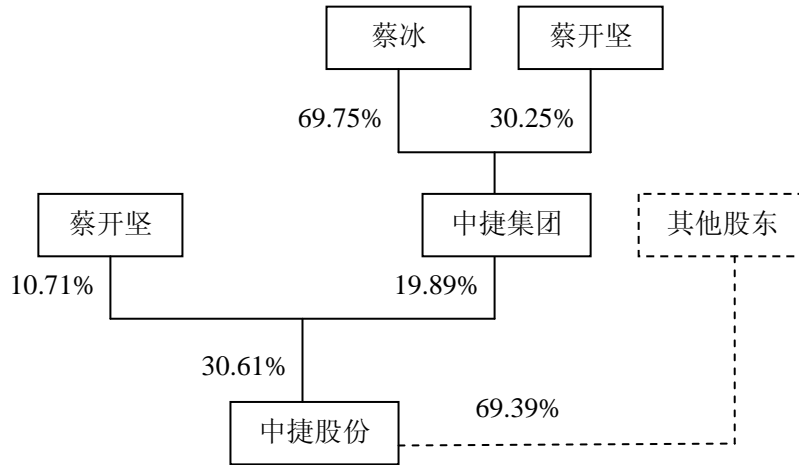 蔡冰
蔡开坚
69.75%
30.25%
蔡开坚
中捷集团
其他股东
10.71%
19.89%
30.61%
69.39%
中捷股份